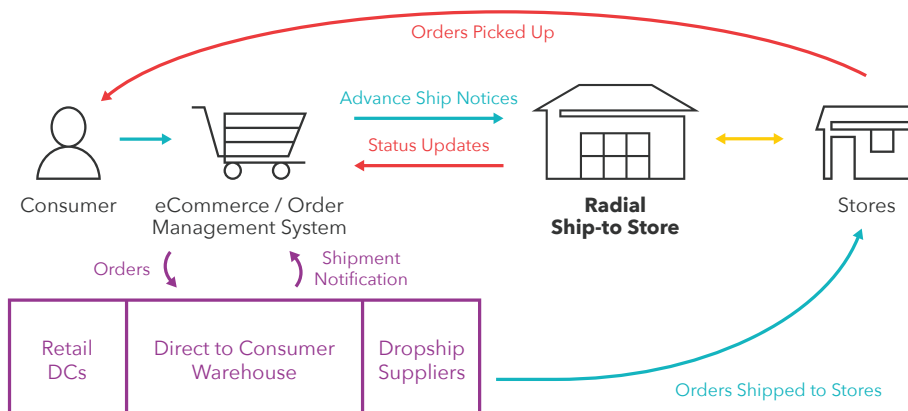 Orders Picked Up
Advance Ship Notices
Status Updates
Consumer
eCommerce / Order
Management System
Radial
Ship-to Store
Stores
Orders
Shipment
Notification
Retail
DCs
Direct to Consumer
Warehouse
Dropship
Suppliers
Orders Shipped to Stores